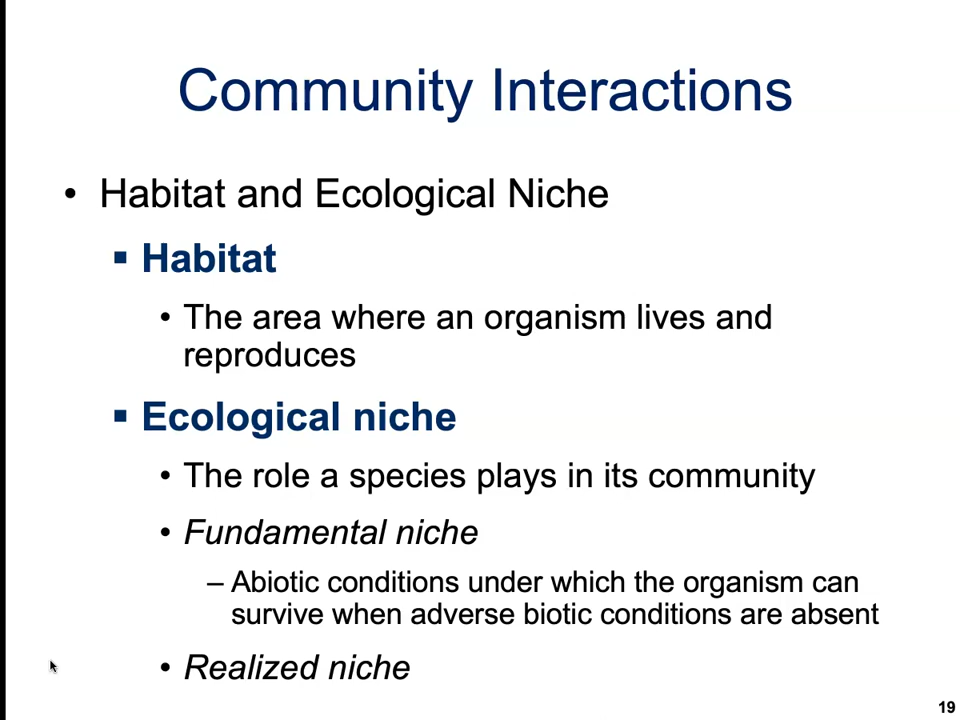 Community Interactions
• Habitat and Ecological Niche
▪ Habitat
• The area where an organism lives and
reproduces
▪ Ecological niche
• The role a species plays in its community
• Fundamental niche
– Abiotic conditions under which the organism can
survive when adverse biotic conditions are absent
• Realized niche
19